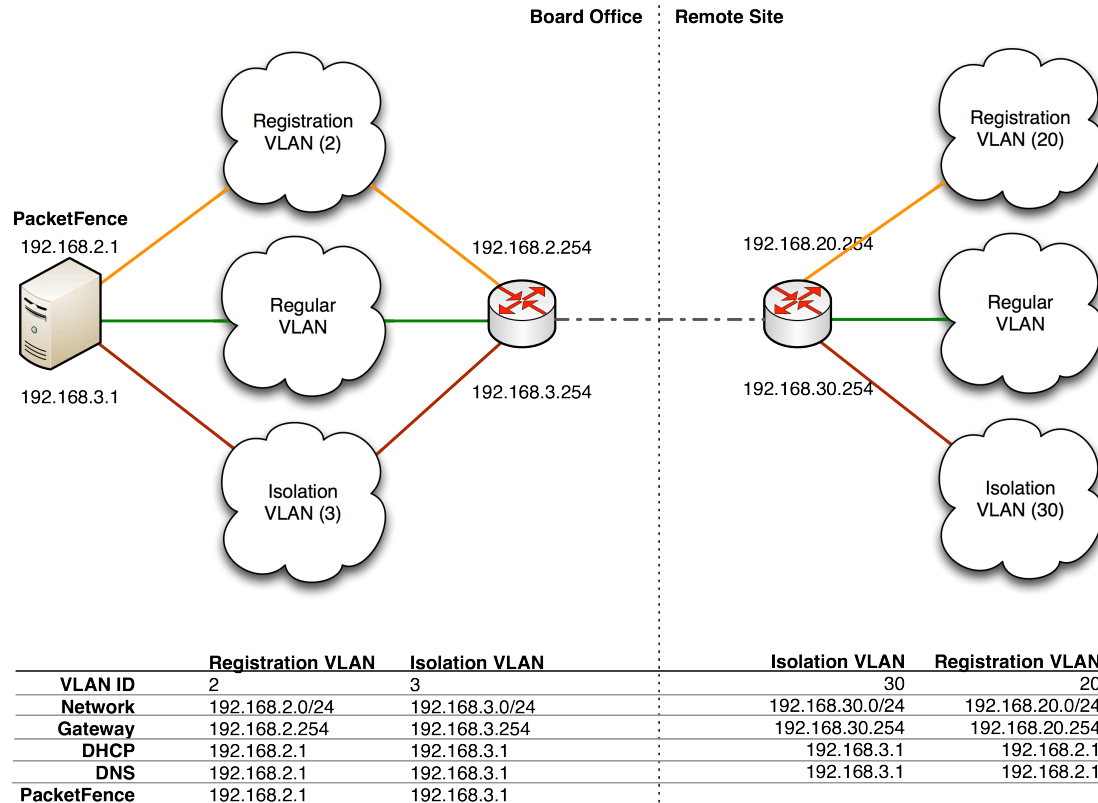 Board Office Remote Site
Registration
VLAN (2)
Registration
VLAN (20)
PacketFence
192.168.2.1
192.168.2.254
192.168.20.254
Regular
VLAN
Regular
VLAN
192.168.3.1
192.168.3.254
192.168.30.254
Isolation
VLAN (3)
Isolation
VLAN (30)
Registration VLAN Isolation VLAN Isolation VLAN Registration VLAN
VLAN ID 2 3 30 20
Network 192.168.2.0/24 192.168.3.0/24 192.168.30.0/24 192.168.20.0/24
Gateway 192.168.2.254 192.168.3.254 192.168.30.254 192.168.20.254
DHCP 192.168.2.1 192.168.3.1 192.168.3.1 192.168.2.1
DNS 192.168.2.1 192.168.3.1 192.168.3.1 192.168.2.1
PacketFence 192.168.2.1 192.168.3.1